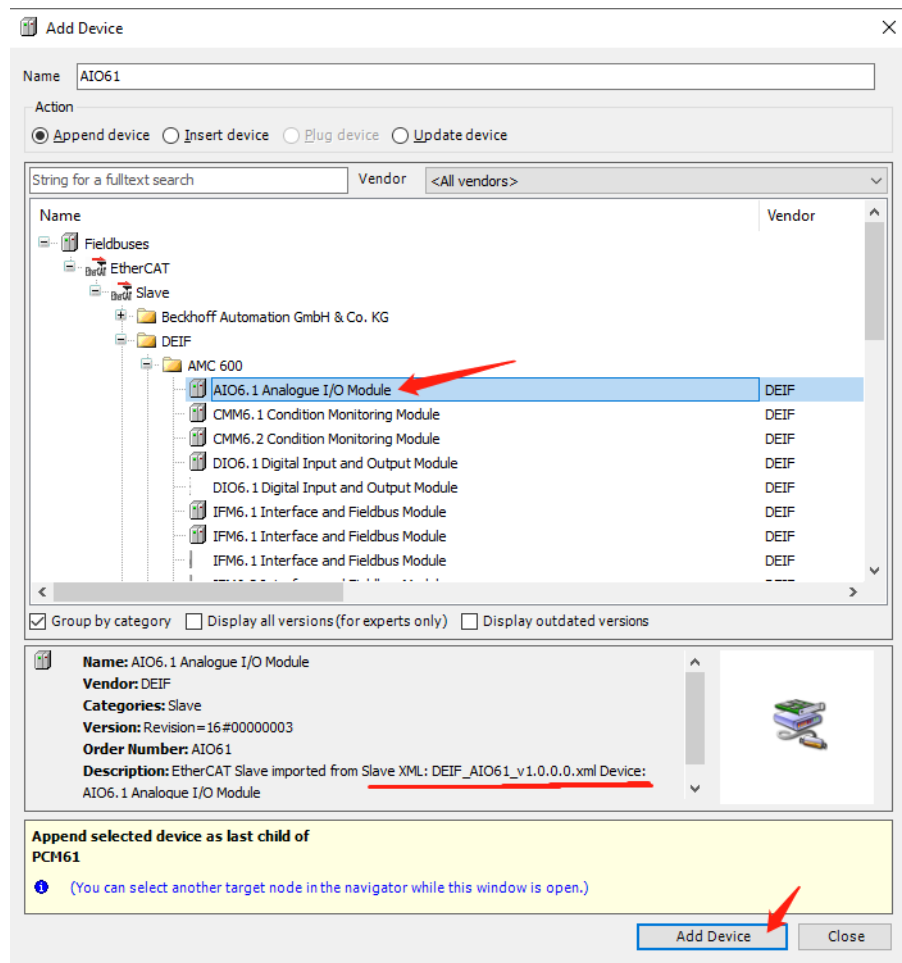 Add Device
Name AIO61
Action
Append device Insert device Plug device Update device
String for a fulltext search Vendor <All vendors>
Name Vendor
Fieldbuses
EtherCAT
Slave
Beckhoff Automation GmbH & Co. KG
DEIF
AMC 600
AIO6.1 Analogue I/O Module DEIF
CMM6.1 Condition Monitoring Module DEIF
CMM6.2 Condition Monitoring Module DEIF
DIO6.1 Digital Input and Output Module DEIF
DIO6.1 Digital Input and Output Module DEIF
IFM6.1 Interface and Fieldbus Module DEIF
IFM6.1 Interface and Fieldbus Module DEIF
IFM6.1 Interface and Fieldbus Module DEIF
Group by category Display all versions (for experts only) Display outdated versions
Name: AIO6.1 Analogue I/O Module
Vendor: DEIF
Categories: Slave
Version: Revision=16#00000003
Order Number: AIO61
Description: EtherCAT Slave imported from Slave XML: DEIF_AIO61_v1.0.0.0.xml Device:
AIO6.1 Analogue I/O Module
Append selected device as last child of
PCM61
(You can select another target node in the navigator while this window is open.)
Add Device Close